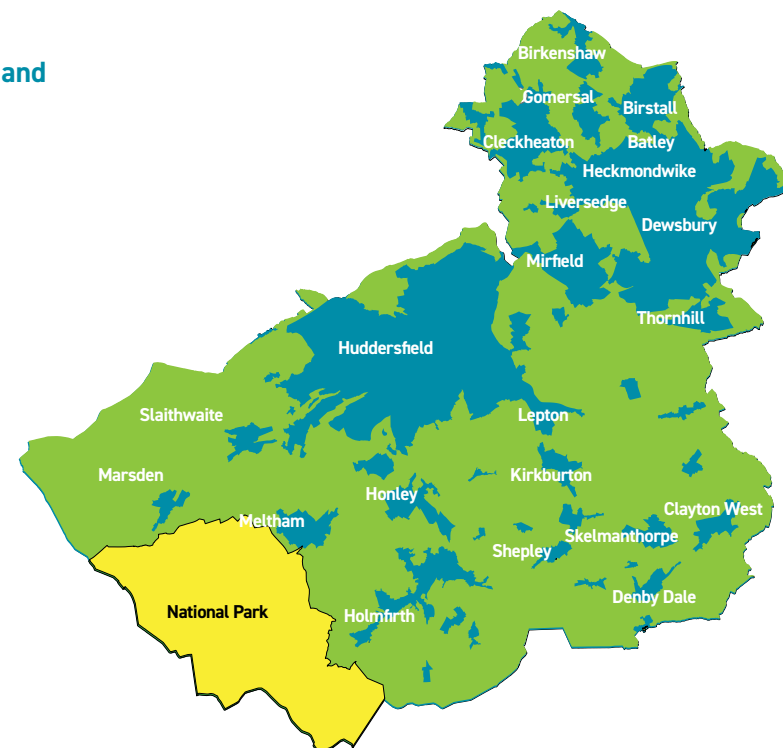 and
Birkenshaw
Gomersal
Birstall
Cleckheaton
Batley
Heckmondwike
Liversedge
Dewsbury
Mirfield
Thornhill
Huddersfield
Slaithwaite
Lepton
Marsden
Kirkburton
Honley
Clayton West
Meltham
Skelmanthorpe
Shepley
Denby Dale
National Park
Holmfirth